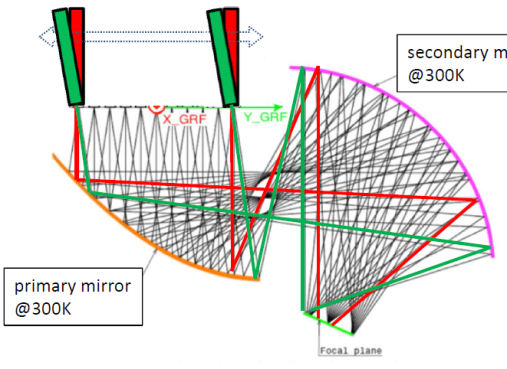 secondary m
@300K
X_GRF
Y_GRF
primary mirror
@300K
Focal plane